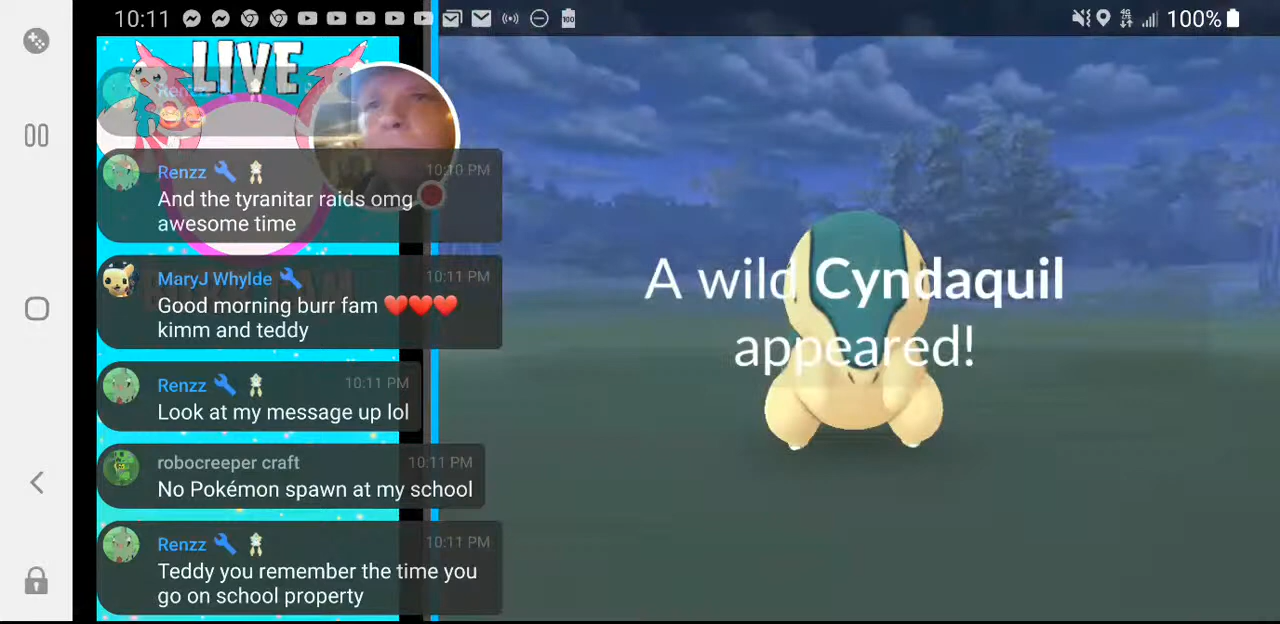 10:11
100
4G
100%
LIVE
Renzz
Renzz
10:10 PM
And the tyranitar raids omg
awesome time
MaryJ Whylde
10:11 PM
Good morning burr fam ❤️❤️❤️
kimm and teddy
Renzz
10:11 PM
Look at my message up lol
robocreeper craft
10:11 PM
No Pokémon spawn at my school
Renzz
10:11 PM
Teddy you remember the time you
go on school property
A wild Cyndaquil
appeared!